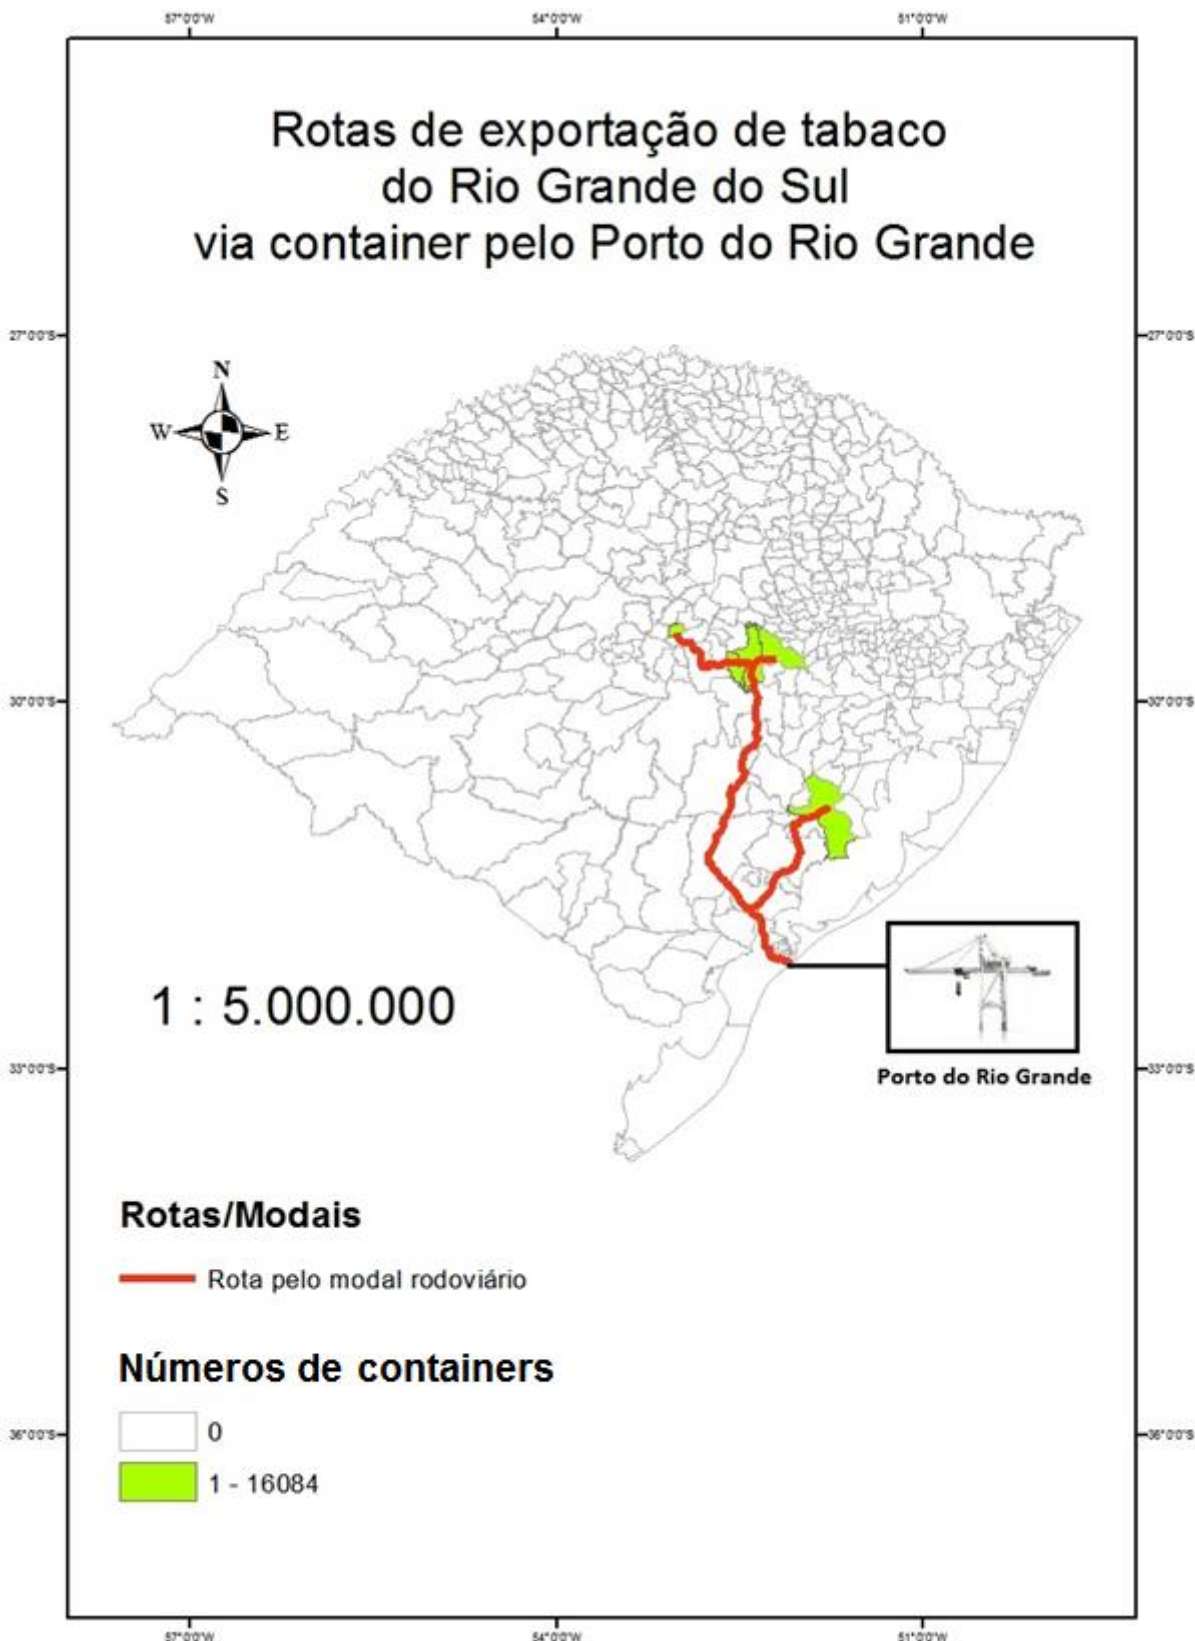 57°0'0"W 54°0'0"W 51°0'0"W
Rotas de exportação de tabaco
do Rio Grande do Sul
via container pelo Porto do Rio Grande
27°0'0"S 27°0'0"S
N
W E
S
30°0'0"S 30°0'0"S
1 : 5.000.000
33°0'0"S 33°0'0"S
Porto do Rio Grande
Rotas/Modais
Rota pelo modal rodoviário
Números de containers
36°0'0"S 36°0'0"S
0
1 - 16084
57°0'0"W 54°0'0"W 51°0'0"W